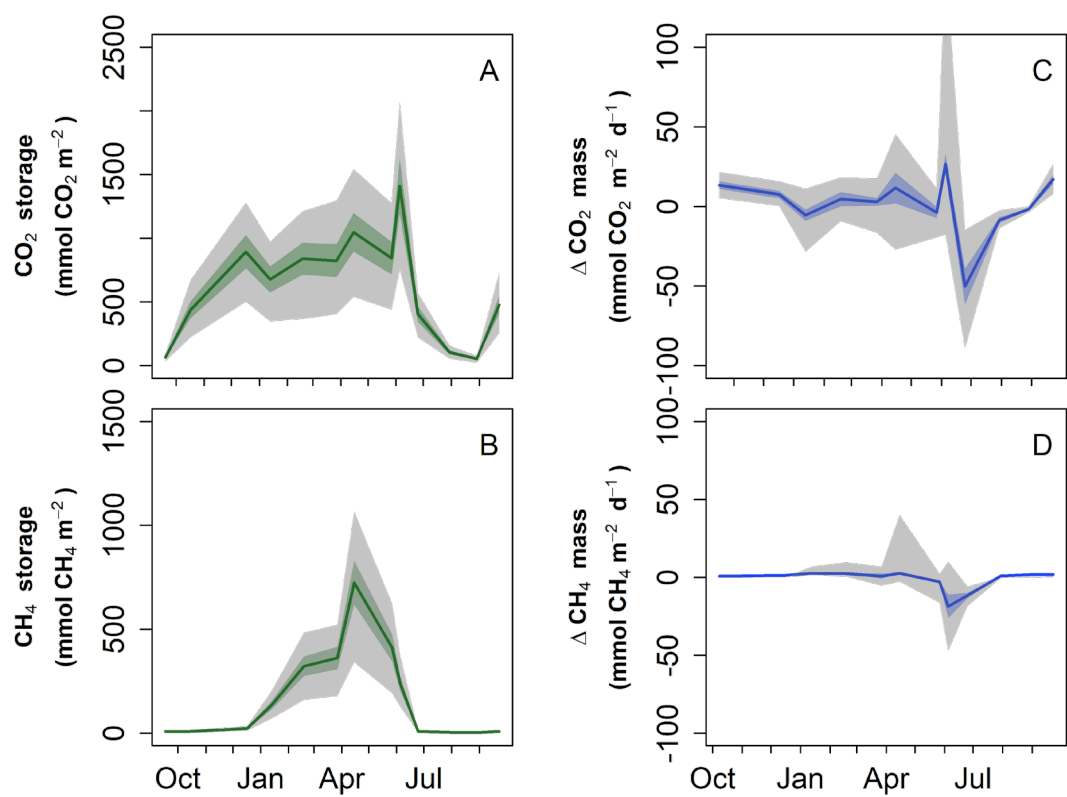 A
CO₂ storage
(mmol CO₂ m⁻²)
0
500
1500
2500
C
Δ CO₂ mass
(mmol CO₂ m⁻² d⁻¹)
-100
-50
0
50
100
B
CH₄ storage
(mmol CH₄ m⁻²)
0
500
1000
1500
Oct Jan Apr Jul
D
Δ CH₄ mass
(mmol CH₄ m⁻² d⁻¹)
-100
-50
0
50
100
Oct Jan Apr Jul